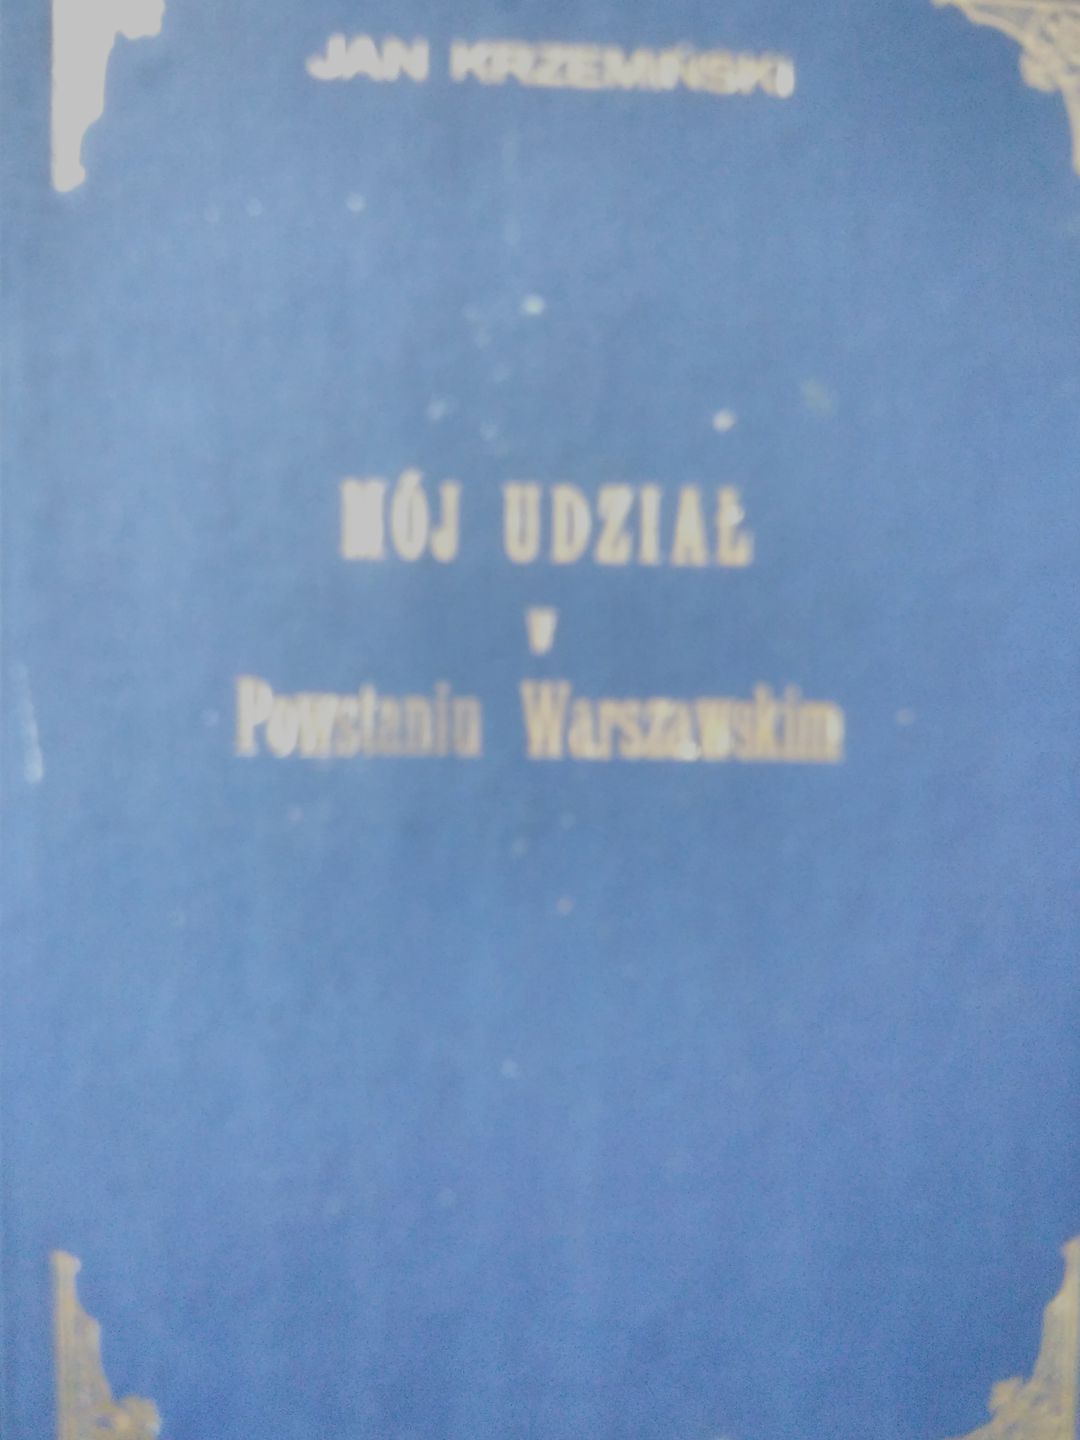 JAN KRZEMIŃSKI
MÓJ UDZIAŁ
w
Powstaniu Warszawskim